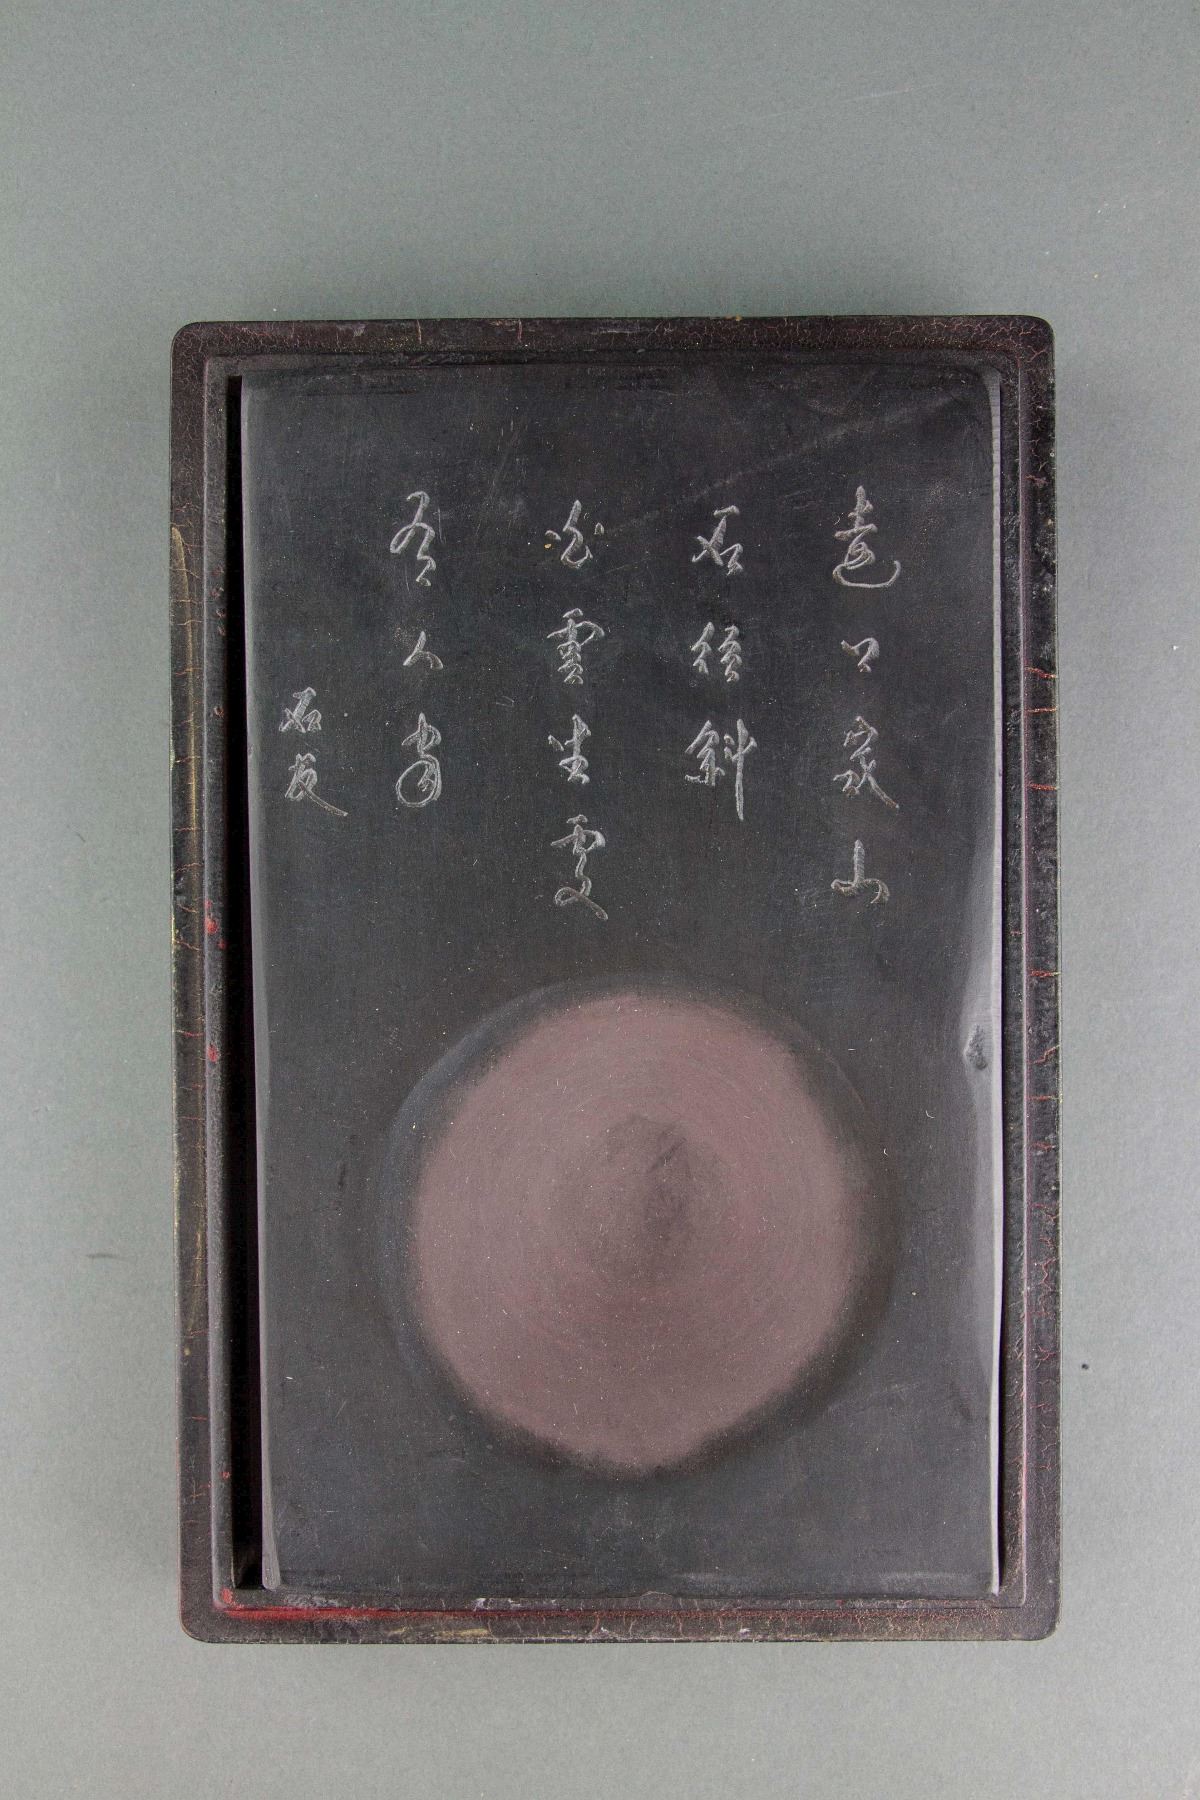 遠上寒山
石徑斜
白雲生處
有人家
石友